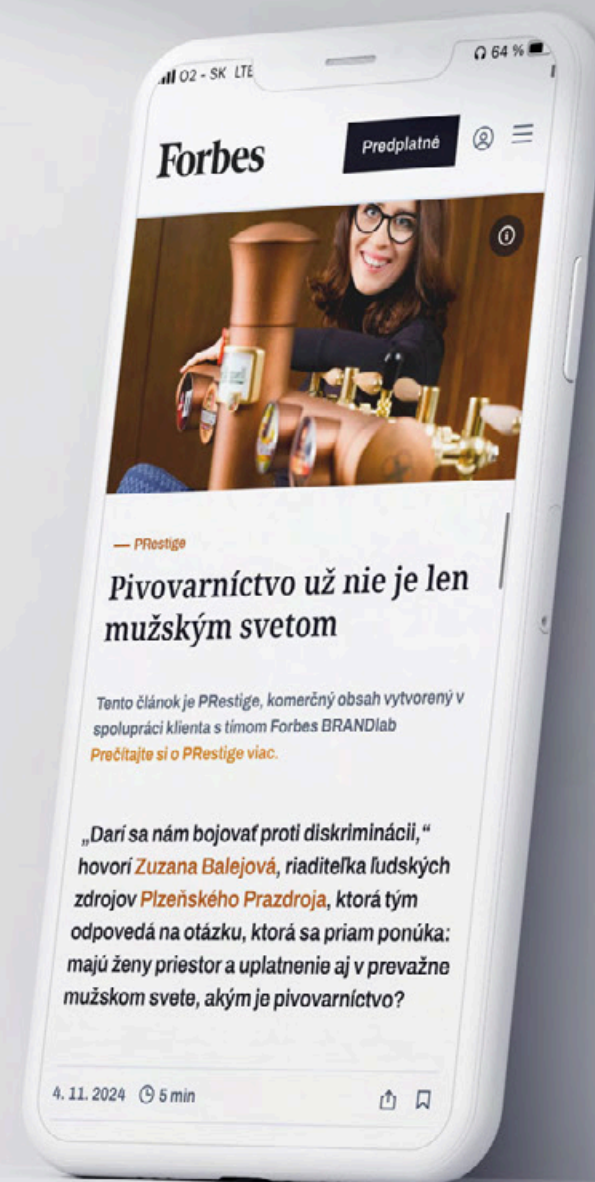 O2 - SK LTE
64 %
Forbes
Predplatné
— PRestige
Pivovarníctvo už nie je len
mužským svetom
Tento článok je PRestige, komerčný obsah vytvorený v
spolupráci klienta s tímom Forbes BRANDlab
Prečítajte si o PRestige viac.
„Darí sa nám bojovať proti diskriminácii,“
hovorí Zuzana Balejová, riaditeľka ľudských
zdrojov Plzeňského Prazdroja, ktorá tým
odpovedá na otázku, ktorá sa priam ponúka:
majú ženy priestor a uplatnenie aj v prevažne
mužskom svete, akým je pivovarníctvo?
4. 11. 2024 5 min